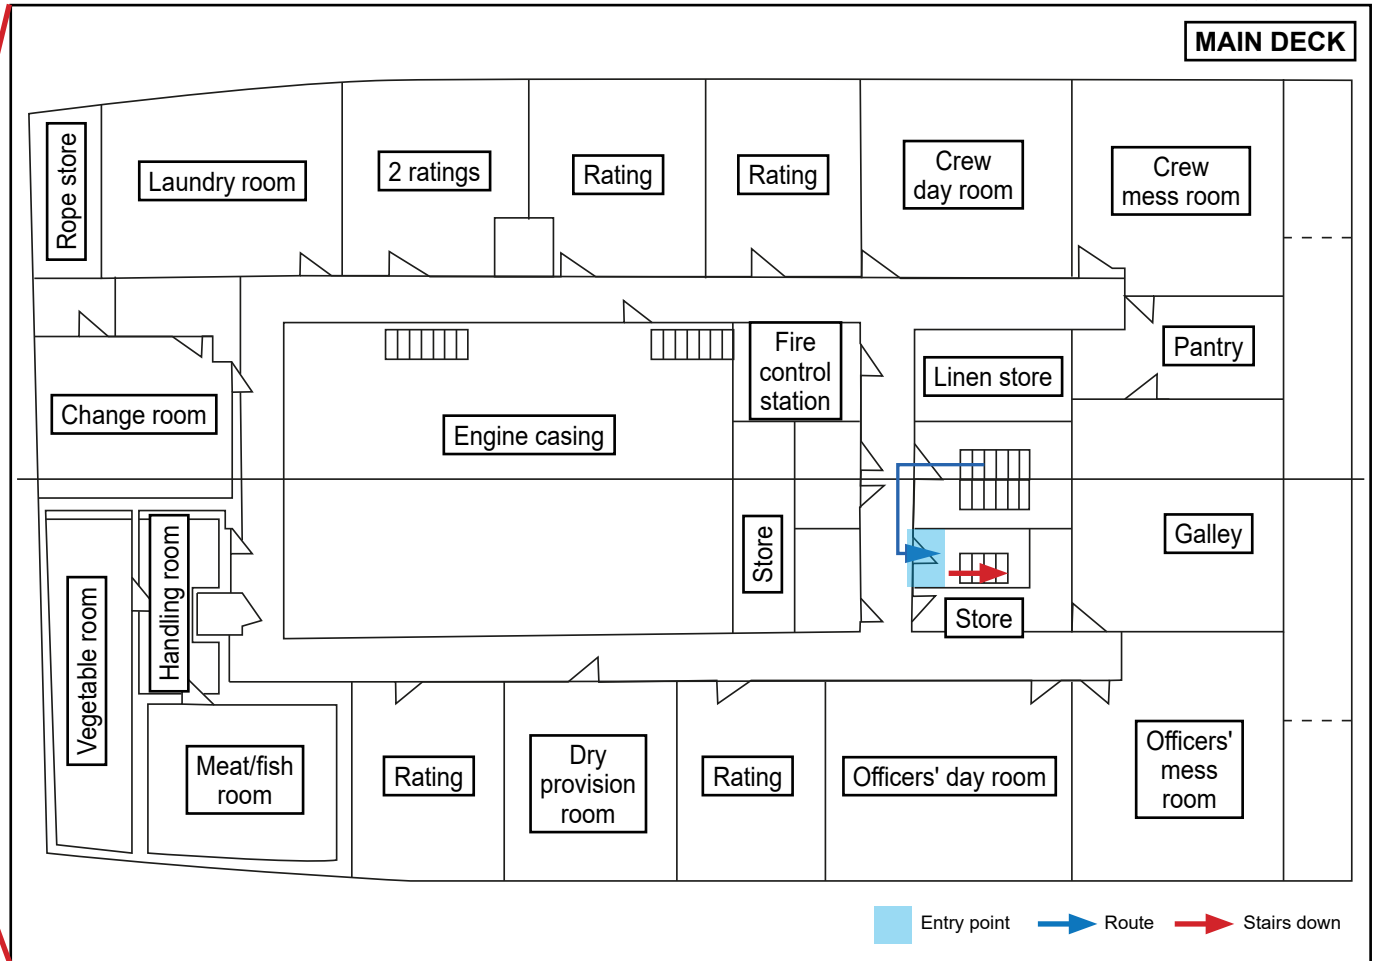 MAIN DECK
Rope store
Laundry room
2 ratings
Rating
Rating
Crew
day room
Crew
mess room
Fire
control
station
Linen store
Pantry
Change room
Engine casing
Store
Galley
Vegetable room
Handling room
Store
Meat/fish
room
Rating
Dry
provision
room
Rating
Officers' day room
Officers'
mess
room
Entry point
Route
Stairs down